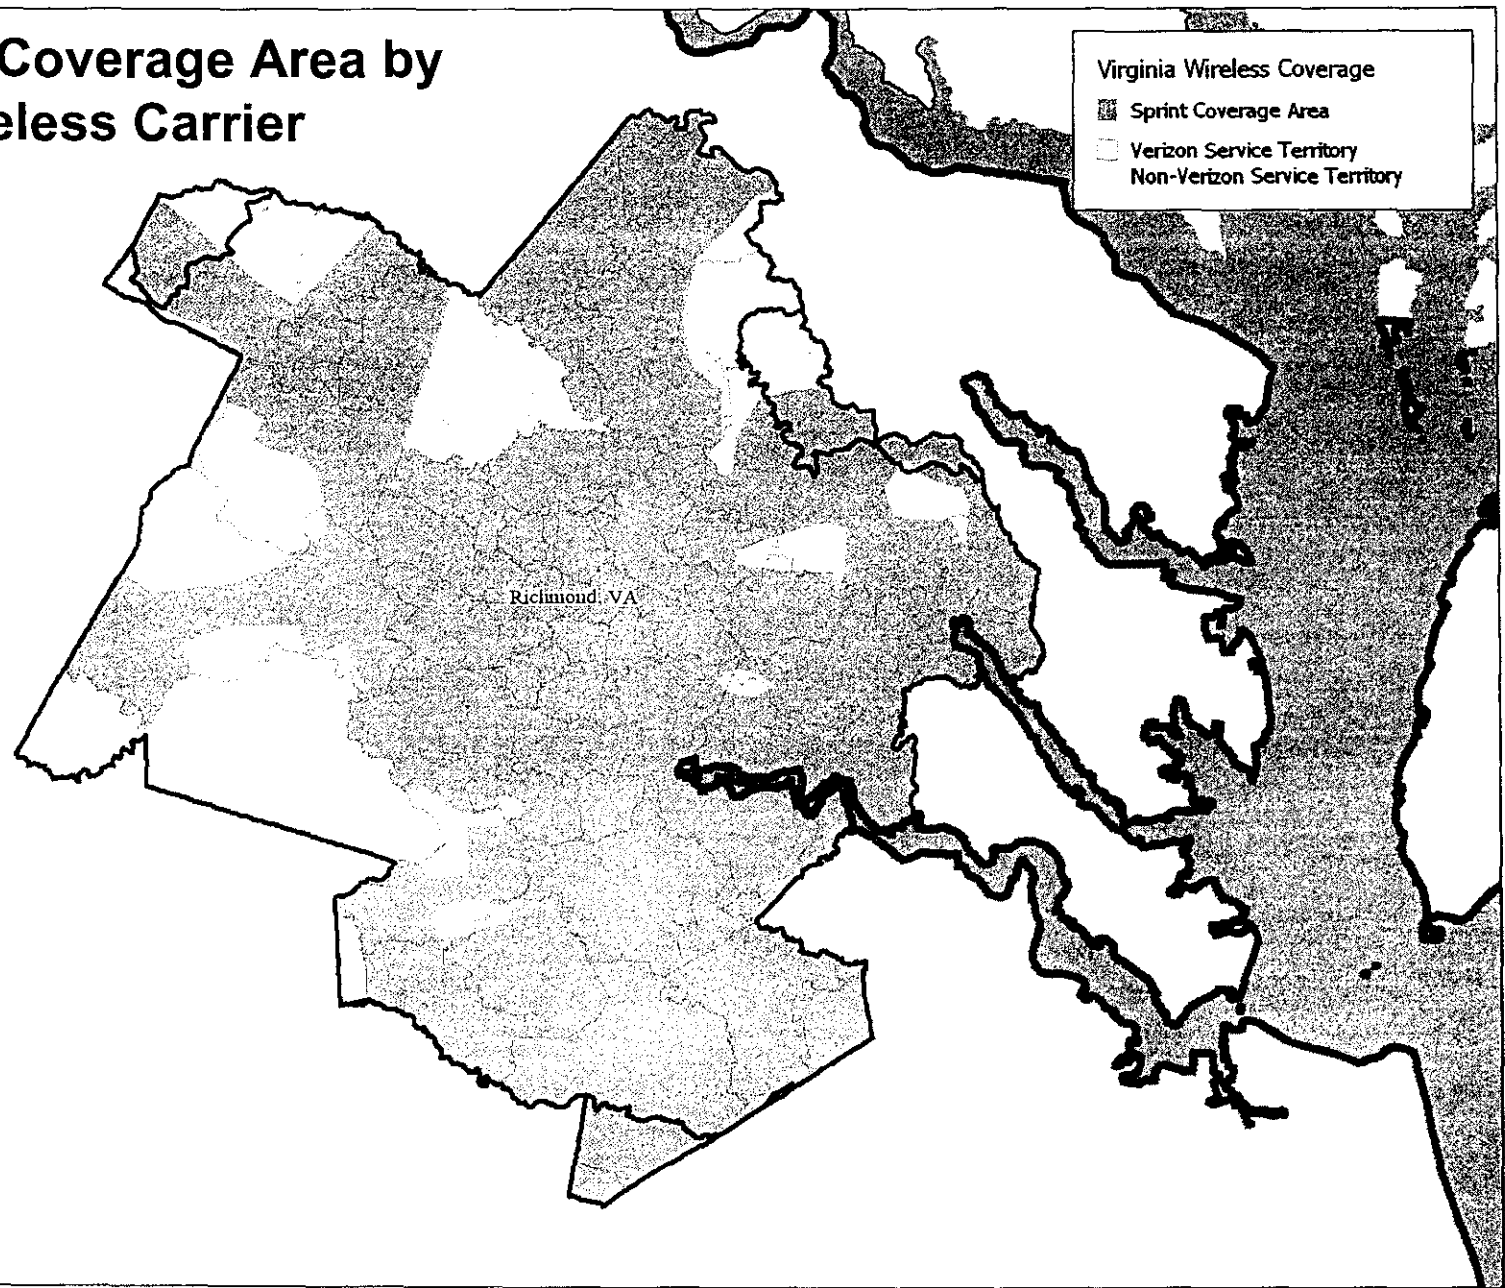 Coverage Area by
eless Carrier
Virginia Wireless Coverage
Sprint Coverage Area
Verizon Service Territory
Non-Verizon Service Territory
Richmond, VA